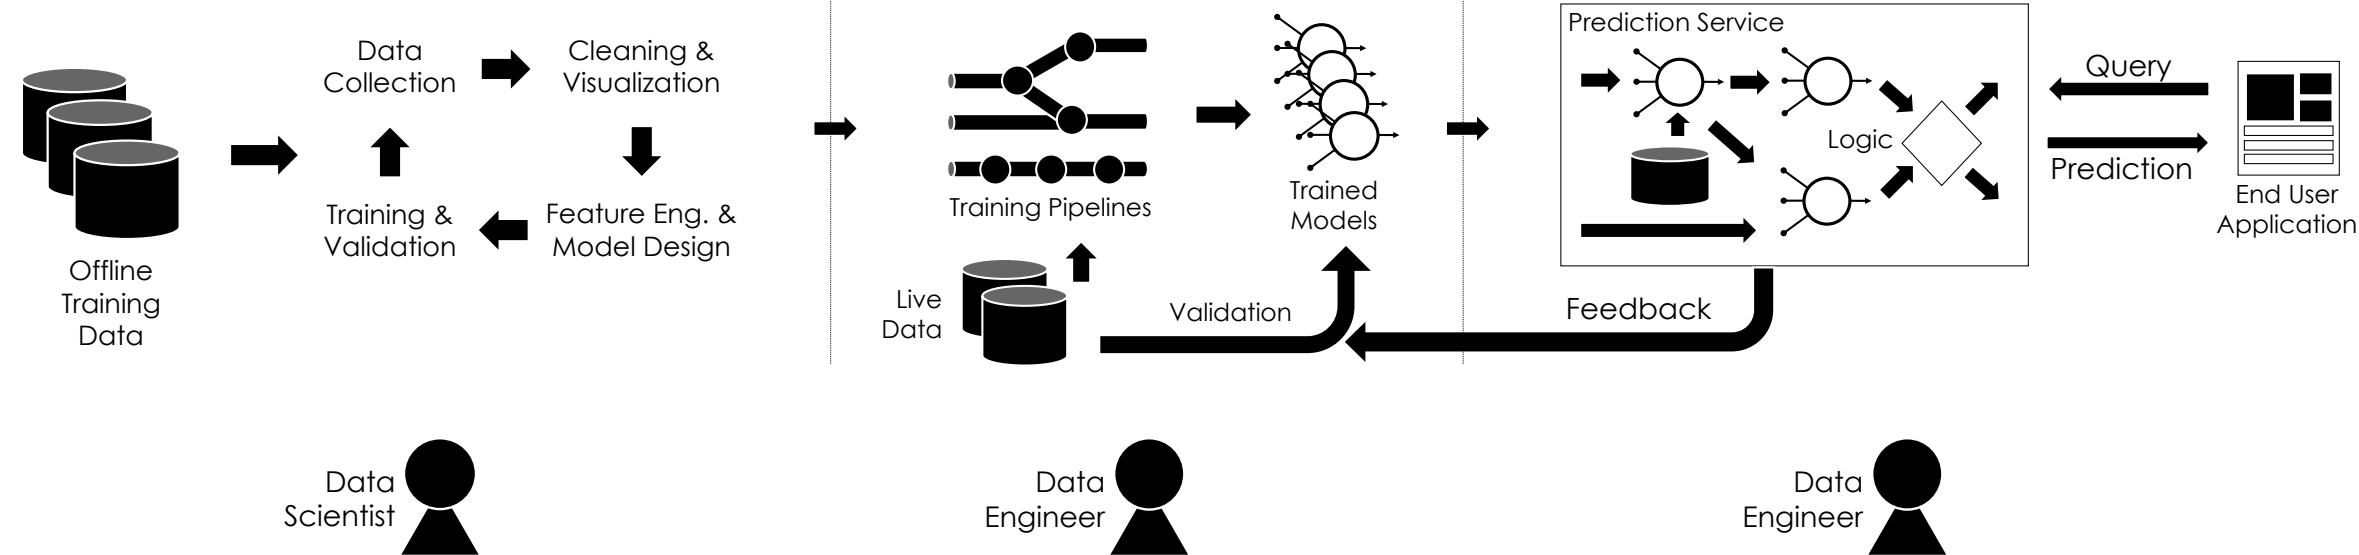 Offline
Training
Data
Data
Collection
Cleaning &
Visualization
Training &
Validation
Feature Eng. &
Model Design
Data
Scientist
Training Pipelines
Trained
Models
Live
Data
Validation
Data
Engineer
Prediction Service
Logic
Feedback
Query
Prediction
End User
Application
Data
Engineer